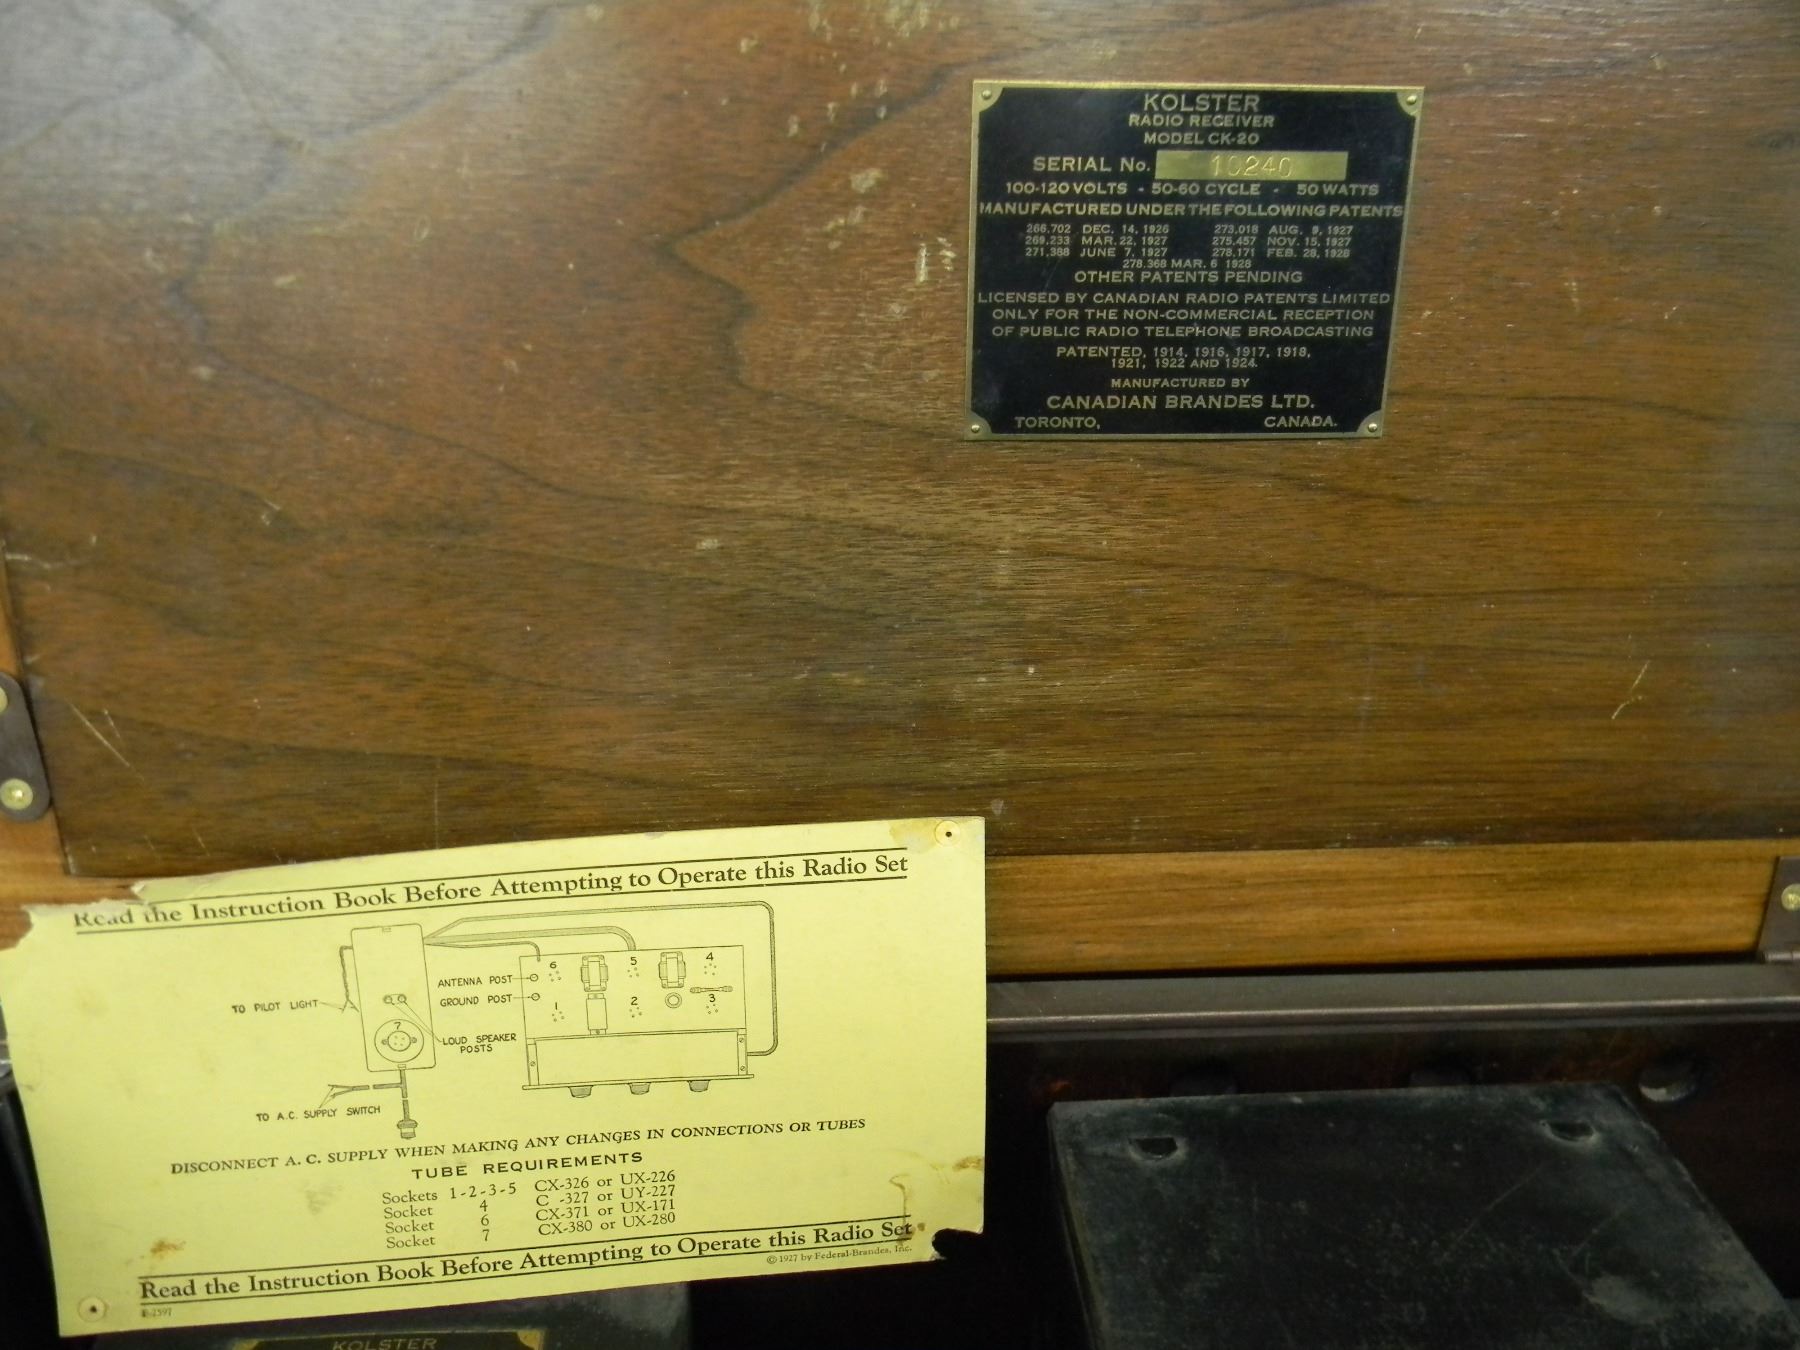 KOLSTER
RADIO RECEIVER
MODEL CK-20
SERIAL No. 10240
100-120 VOLTS - 50-60 CYCLE - 50 WATTS
MANUFACTURED UNDER THE FOLLOWING PATENTS
266,702 DEC. 14, 1926 273,018 AUG. 9, 1927
269,233 MAR. 22, 1927 275,457 NOV. 15, 1927
271,388 JUNE 7, 1927 278,171 FEB. 28, 1928
278,368 MAR. 6 1928
OTHER PATENTS PENDING
LICENSED BY CANADIAN RADIO PATENTS LIMITED
ONLY FOR THE NON-COMMERCIAL RECEPTION
OF PUBLIC RADIO TELEPHONE BROADCASTING
PATENTED, 1914, 1916, 1917, 1918,
1921, 1922 AND 1924.
MANUFACTURED BY
CANADIAN BRANDES LTD.
TORONTO, CANADA.
Read the Instruction Book Before Attempting to Operate this Radio Set
6 5 4
ANTENNA POST
GROUND POST
1 2 3
TO PILOT LIGHT
7
LOUD SPEAKER
POSTS
TO A.C. SUPPLY SWITCH
DISCONNECT A. C. SUPPLY WHEN MAKING ANY CHANGES IN CONNECTIONS OR TUBES
TUBE REQUIREMENTS
Sockets 1-2-3-5 CX-326 or UX-226
Socket 4 C -327 or UY-227
Socket 6 CX-371 or UX-171
Socket 7 CX-380 or UX-280
Read the Instruction Book Before Attempting to Operate this Radio Set
© 1927 by Federal-Brandes, Inc.
KOLSTER